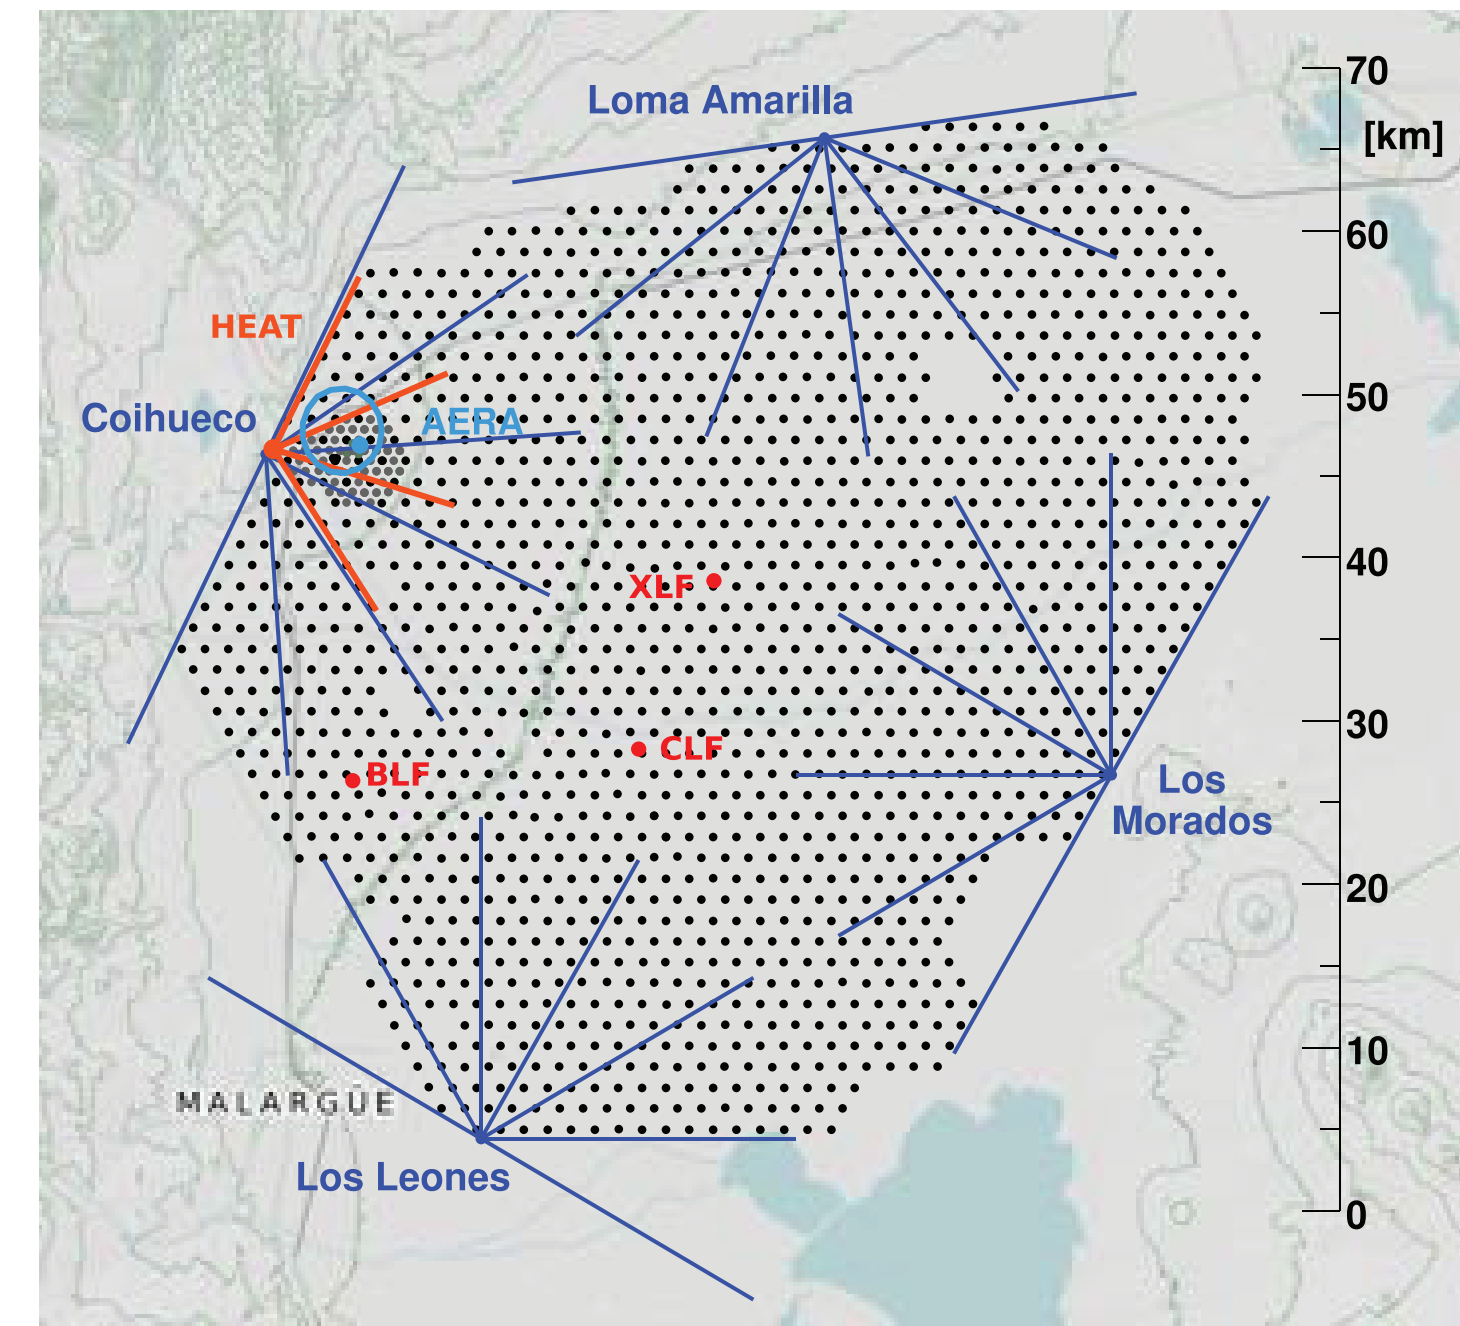 70
Loma Amarilla
[km]
60
HEAT
50
Coihueco
AERA
40
XLF
30
CLF
BLF
Los
Morados
20
10
MALARGÜE
Los Leones
0